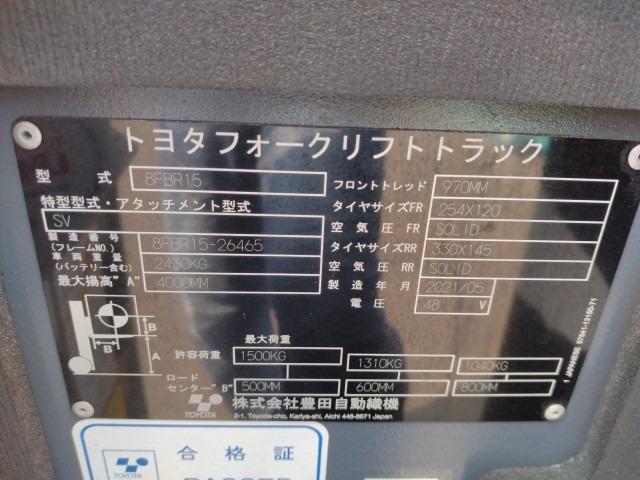 トヨタフォークリフトトラック
型式 8FBR15 フロントトレッド 970MM
特型型式・アタッチメント型式 タイヤサイズFR 254X120
SV 空気圧 FR SOLID
製造番号 (フレームNO.) 8FBR15-26465 タイヤサイズRR 330X145
車両重量 (バッテリー含む) 2430KG 空気圧 RR SOLID
最大揚高"A" 4000MM 製造年月 2021/05
電圧 48 V
B
B
A
最大荷重
許容荷重 1500KG 1310KG 1040KG
ロードセンター"B" 500MM 600MM 800MM
TOYOTA 株式会社豊田自動織機
2-1, Toyoda-cho, Kariya-shi, Aichi 448-8671 Japan
1 JAPANESE 57841-13150-71
合格証
TOYOTA